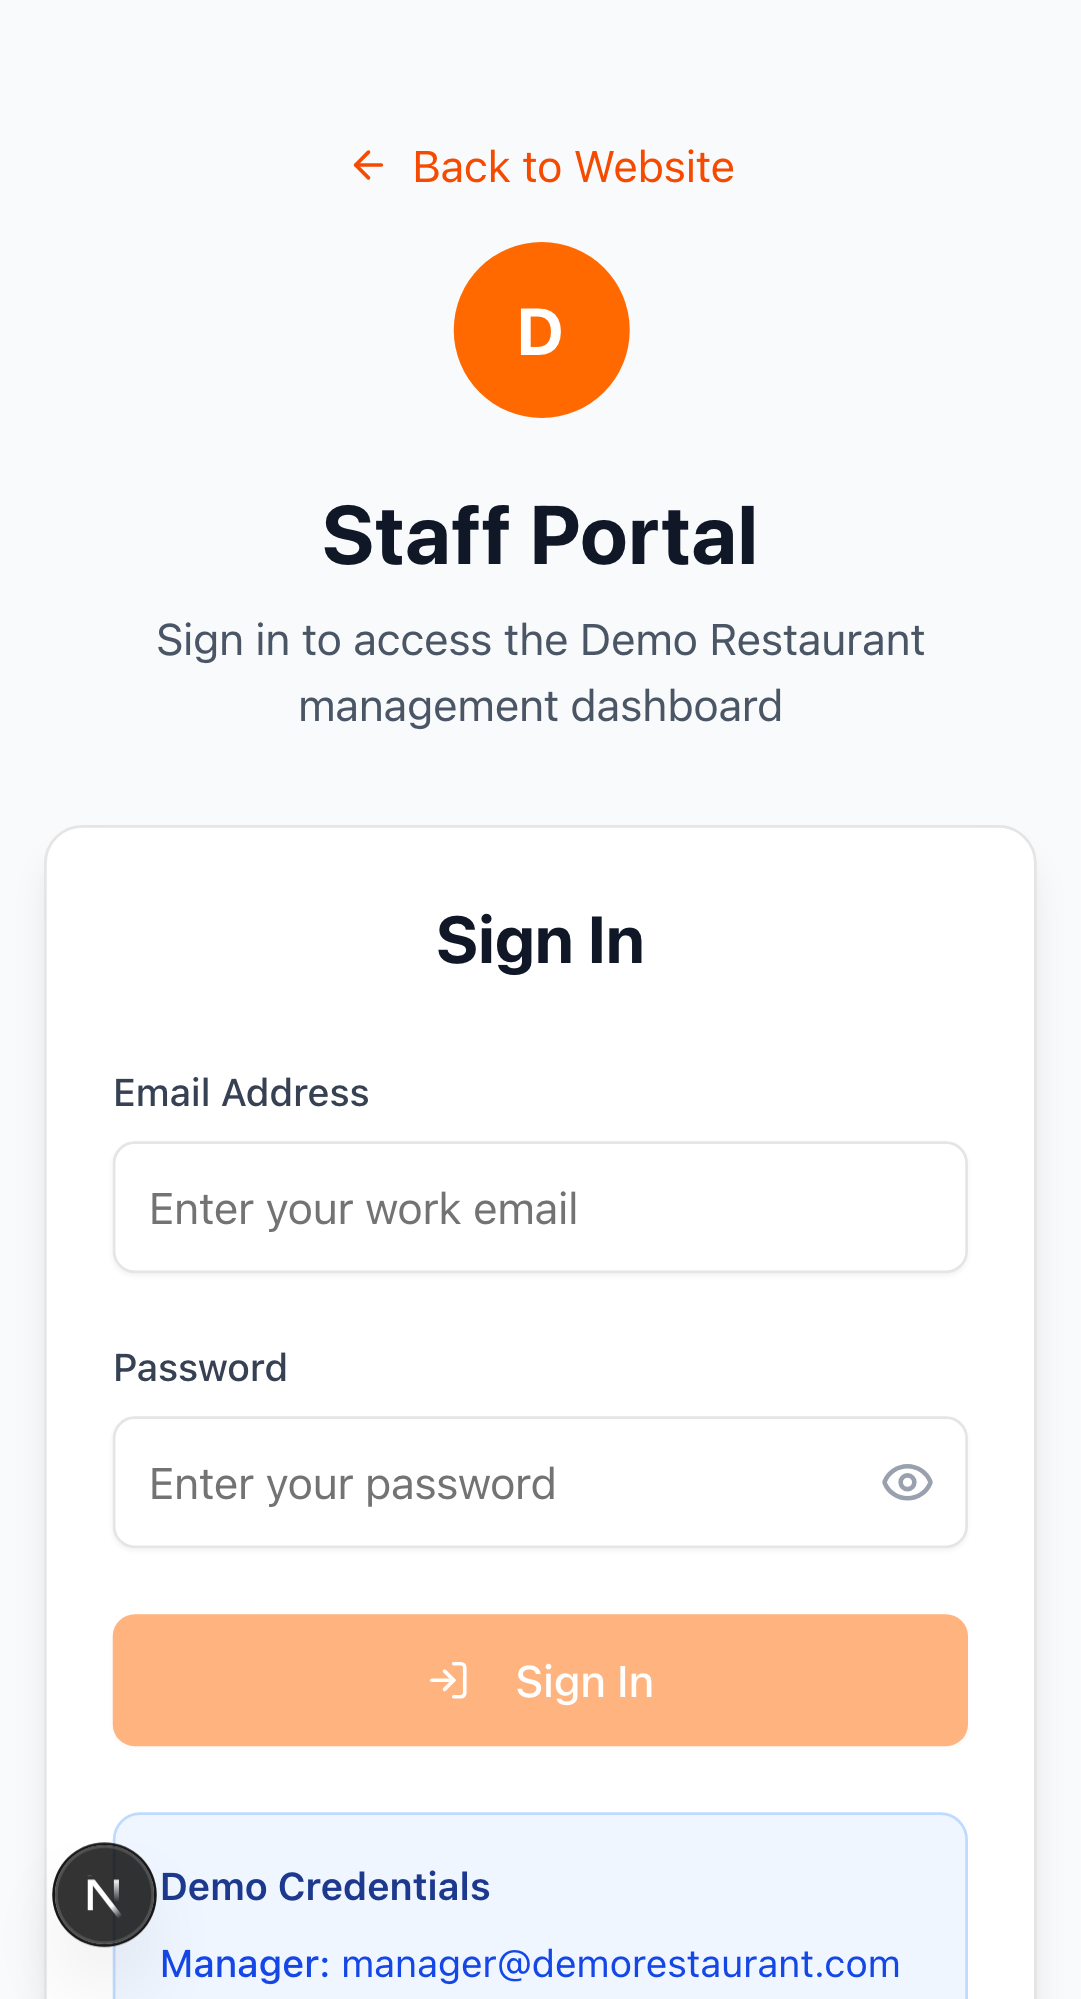 Back to Website
D
Staff Portal
Sign in to access the Demo Restaurant
management dashboard
Sign In
Email Address
Enter your work email
Password
Enter your password
Sign In
Demo Credentials
N
Manager: manager@demorestaurant.com